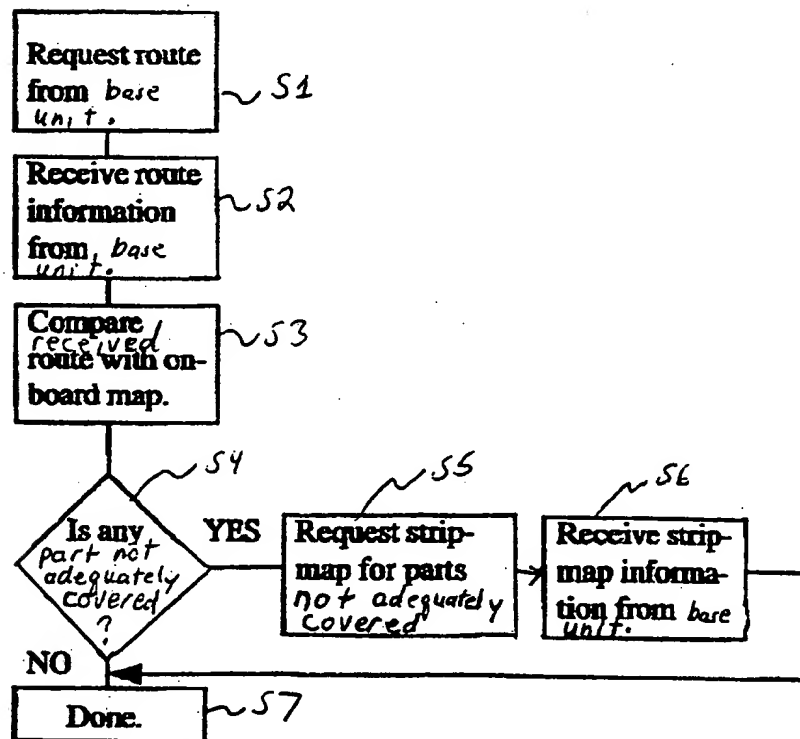 Request route
from base
unit.
S1
Receive route
information
from, base
unit.
S2
Compare
received
route with on-
board map.
S3
S4
Is any
part not
adequately
covered
?
YES
S5
Request strip-
map for parts
not adequately
covered
S6
Receive strip-
map informa-
tion from base
unit.
NO
Done.
S7